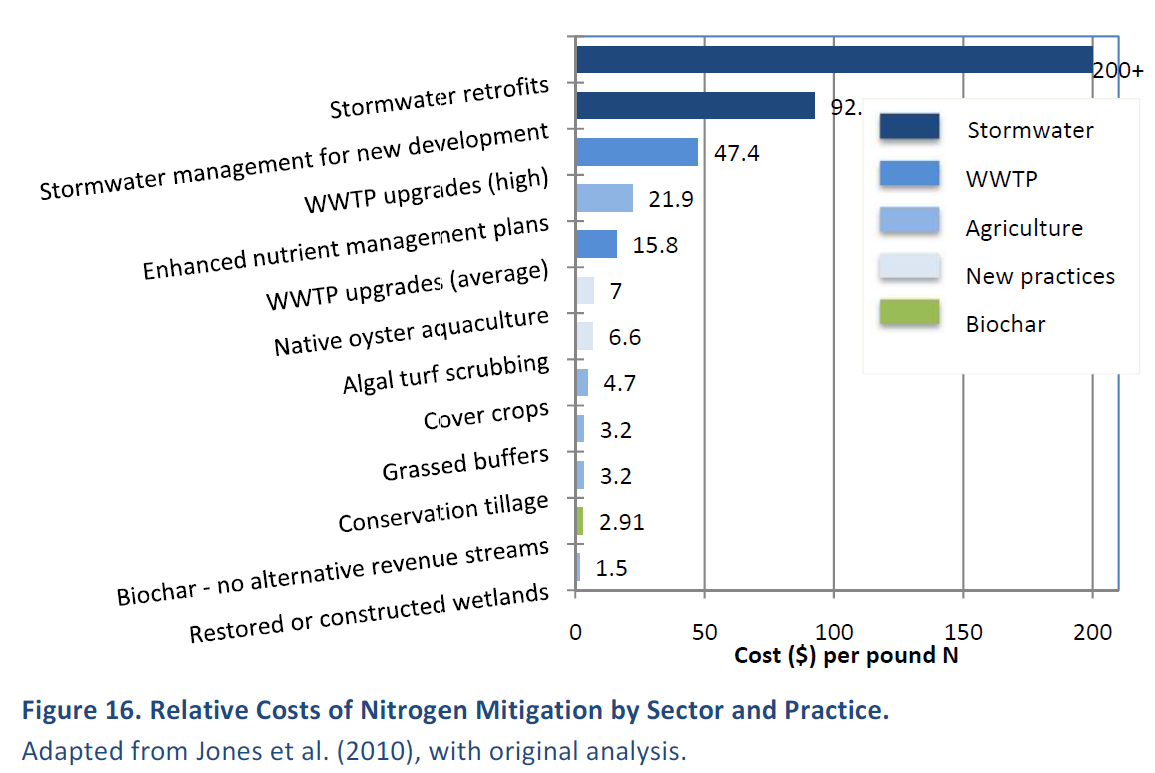 200+
Stormwater retrofits
92.
Stormwater management for new development
47.4
WWTP upgrades (high)
21.9
Enhanced nutrient management plans
15.8
WWTP upgrades (average)
7
Native oyster aquaculture
6.6
Algal turf scrubbing
4.7
Cover crops
3.2
Grassed buffers
3.2
Conservation tillage
2.91
Biochar - no alternative revenue streams
1.5
Restored or constructed wetlands
Stormwater
WWTP
Agriculture
New practices
Biochar
0 50 100 150 200
Cost ($) per pound N
Figure 16. Relative Costs of Nitrogen Mitigation by Sector and Practice.
Adapted from Jones et al. (2010), with original analysis.